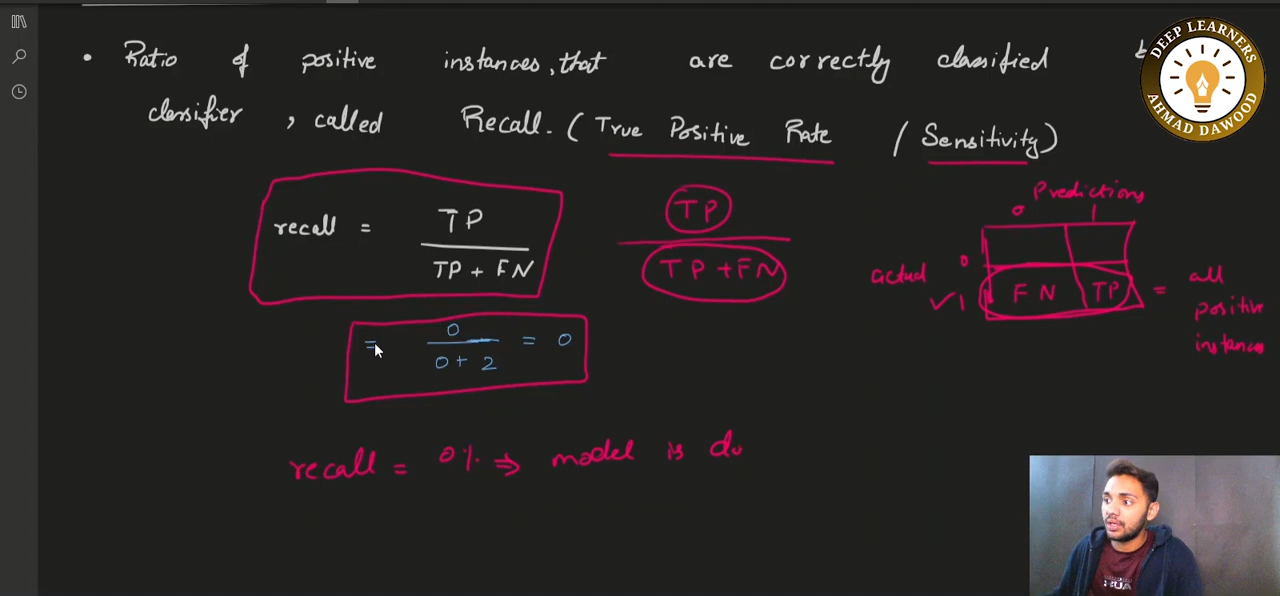 • Ratio of positive instances, that are correctly classified
classifier, called Recall. (True Positive Rate / Sensitivity)
recall = TP / TP + FN
TP / TP + FN
Predictions
0 1
actual 0
✓1 FN TP = all positive instances
= 0 / 0 + 2 = 0
recall = 0% ⇒ model is do
DEEP LEARNERS
AHMAD DAWOOD
RUA